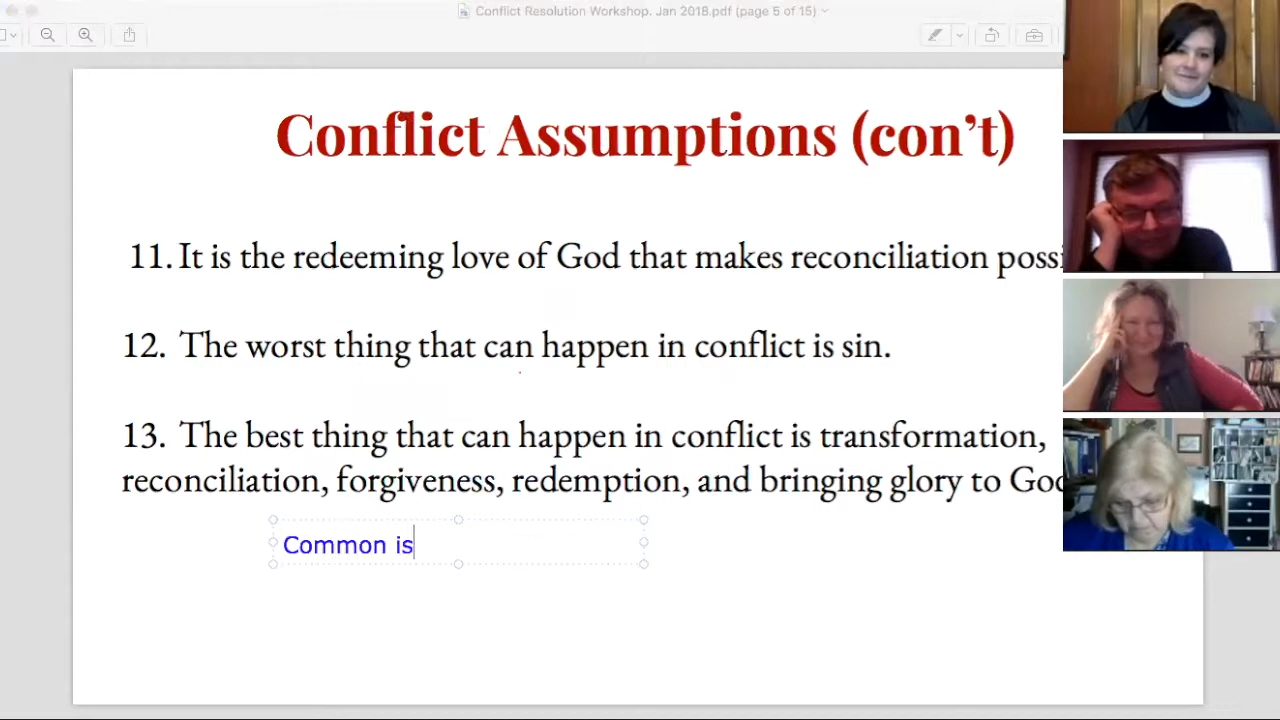 Conflict Resolution Workshop. Jan 2018.pdf (page 5 of 15)
Conflict Assumptions (con’t)
11. It is the redeeming love of God that makes reconciliation possi
12. The worst thing that can happen in conflict is sin.
13. The best thing that can happen in conflict is transformation,
reconciliation, forgiveness, redemption, and bringing glory to God
Common is